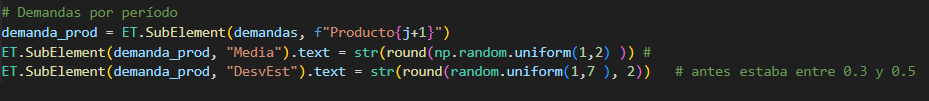 # Demandas por período
demanda_prod = ET.SubElement(demandas, f"Producto{j+1}")
ET.SubElement(demanda_prod, "Media").text = str(round(np.random.uniform(1,2) )) #
ET.SubElement(demanda_prod, "DesvEst").text = str(round(random.uniform(1,7 ), 2))   # antes estaba entre 0.3 y 0.5